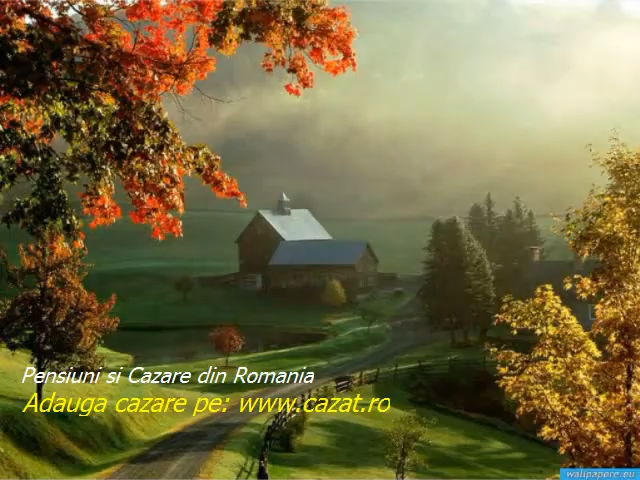 Pensiuni si Cazare din Romania
Adauga cazare pe: www.cazat.ro
wallpapere.eu